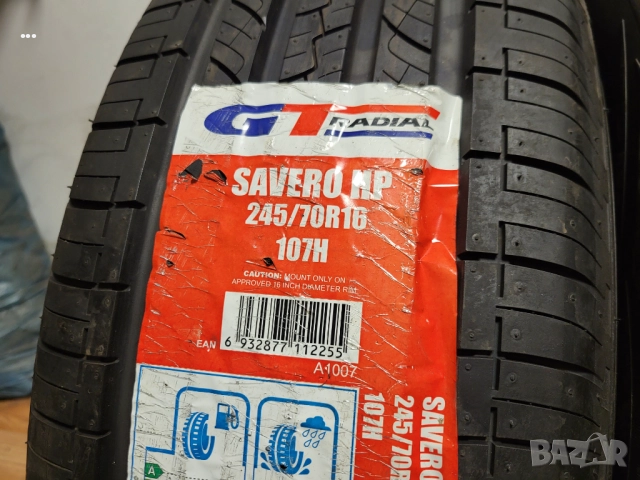 GT RADIAL
SAVERO HP
245/70R16
107H
CAUTION: MOUNT ONLY ON
APPROVED 16 INCH DIAMETER RIM
EAN
6 932877 112255
A1007
A
SAVERO
245/70R
107H
BAZAR
bg